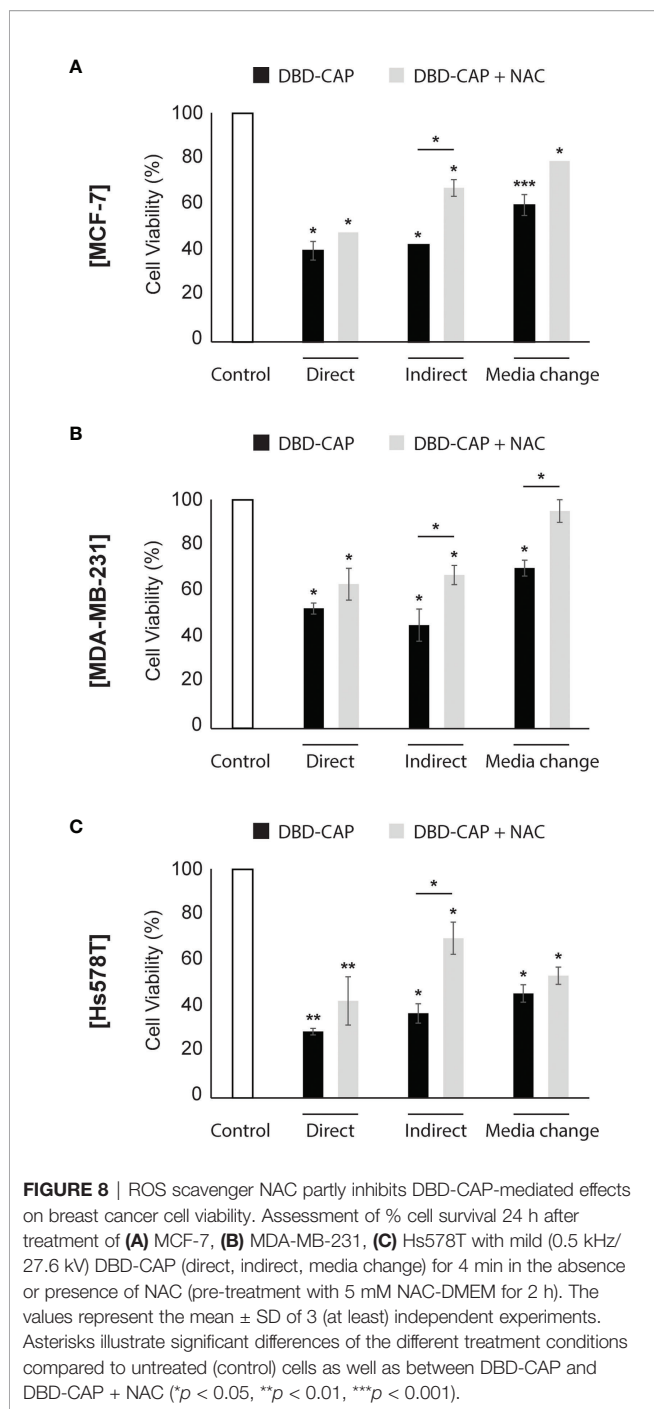 A
DBD-CAP DBD-CAP + NAC
[MCF-7]
Cell Viability (%)
100
80
60
40
20
0
* * * * * *** *
Control Direct Indirect Media change
B
DBD-CAP DBD-CAP + NAC
[MDA-MB-231]
Cell Viability (%)
100
80
60
40
20
0
* * * * * * *
Control Direct Indirect Media change
C
DBD-CAP DBD-CAP + NAC
[Hs578T]
Cell Viability (%)
100
80
60
40
20
0
** ** * * * * *
Control Direct Indirect Media change
FIGURE 8 | ROS scavenger NAC partly inhibits DBD-CAP-mediated effects
on breast cancer cell viability. Assessment of % cell survival 24 h after
treatment of (A) MCF-7, (B) MDA-MB-231, (C) Hs578T with mild (0.5 kHz/
27.6 kV) DBD-CAP (direct, indirect, media change) for 4 min in the absence
or presence of NAC (pre-treatment with 5 mM NAC-DMEM for 2 h). The
values represent the mean ± SD of 3 (at least) independent experiments.
Asterisks illustrate significant differences of the different treatment conditions
compared to untreated (control) cells as well as between DBD-CAP and
DBD-CAP + NAC (*p < 0.05, **p < 0.01, ***p < 0.001).